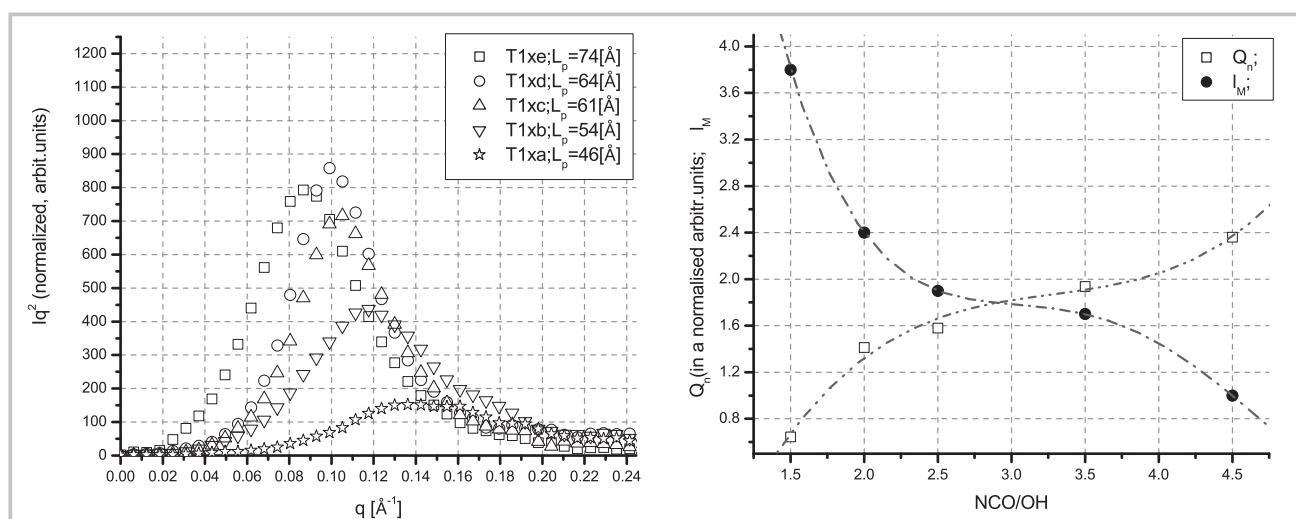 1200
1100
1000
900
800
700
600
500
400
300
200
100
0
Iq² (normalized, arbit.units)
T1xe;Lₚ=74[Å]
T1xd;Lₚ=64[Å]
T1xc;Lₚ=61[Å]
T1xb;Lₚ=54[Å]
T1xa;Lₚ=46[Å]
0.00 0.02 0.04 0.06 0.08 0.10 0.12 0.14 0.16 0.18 0.20 0.22 0.24
q [Å⁻¹]
4.0
3.6
3.2
2.8
2.4
2.0
1.6
1.2
0.8
Qₙ(in a normalised arbitr.units; I_M
Qₙ;
I_M;
1.5 2.0 2.5 3.0 3.5 4.0 4.5
NCO/OH